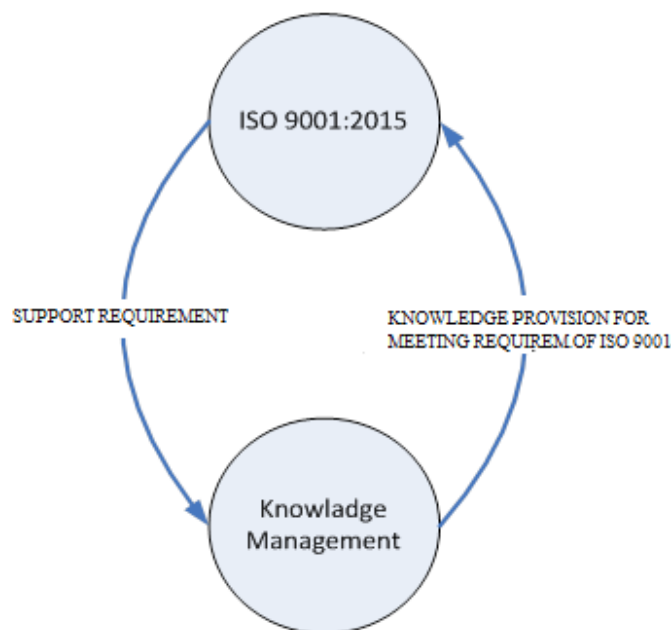 ISO 9001:2015
SUPPORT REQUIREMENT
KNOWLEDGE PROVISION FOR
MEETING REQUIREM.OF ISO 9001
Knowladge
Management